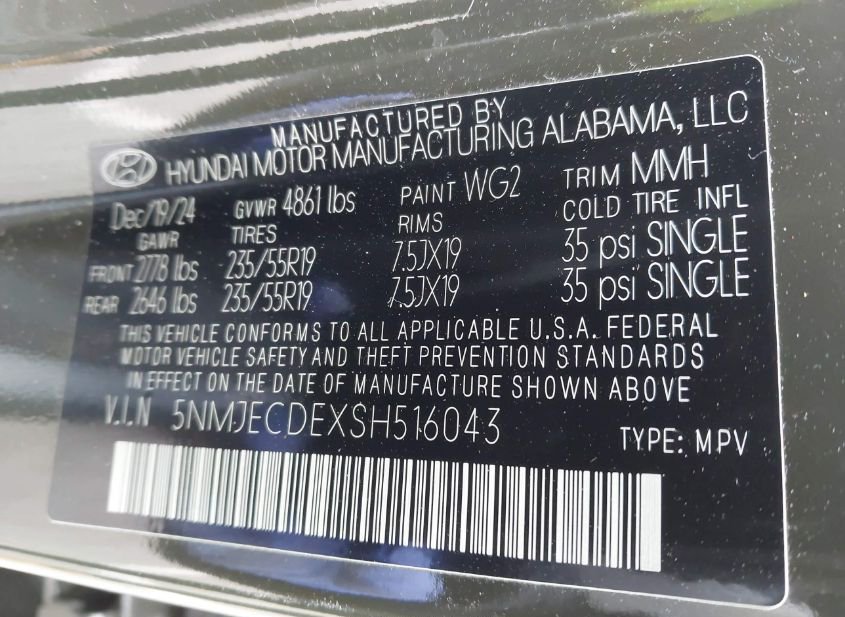 MANUFACTURED BY
HYUNDAI MOTOR MANUFACTURING ALABAMA, LLC
Dec/19/24 GVWR 4861 lbs PAINT WG2 TRIM MMH
GAWR TIRES RIMS COLD TIRE INFL
FRONT 2778 lbs 235/55R19 7.5JX19 35 psi SINGLE
REAR 2646 lbs 235/55R19 7.5JX19 35 psi SINGLE
THIS VEHICLE CONFORMS TO ALL APPLICABLE U.S.A. FEDERAL
MOTOR VEHICLE SAFETY AND THEFT PREVENTION STANDARDS
IN EFFECT ON THE DATE OF MANUFACTURE SHOWN ABOVE
V.I.N 5NMJECDEXSH516043 TYPE: MPV